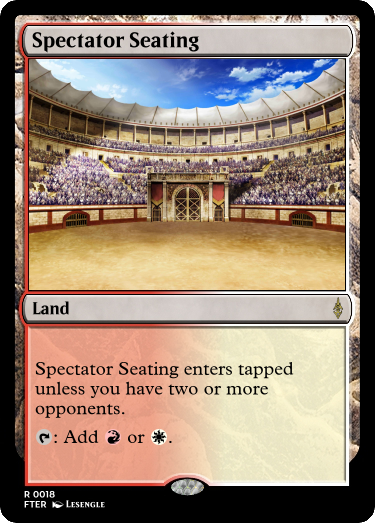 Spectator Seating
Land
Spectator Seating enters tapped
unless you have two or more
opponents.
: Add or .
R 0018
FTER Lesengle